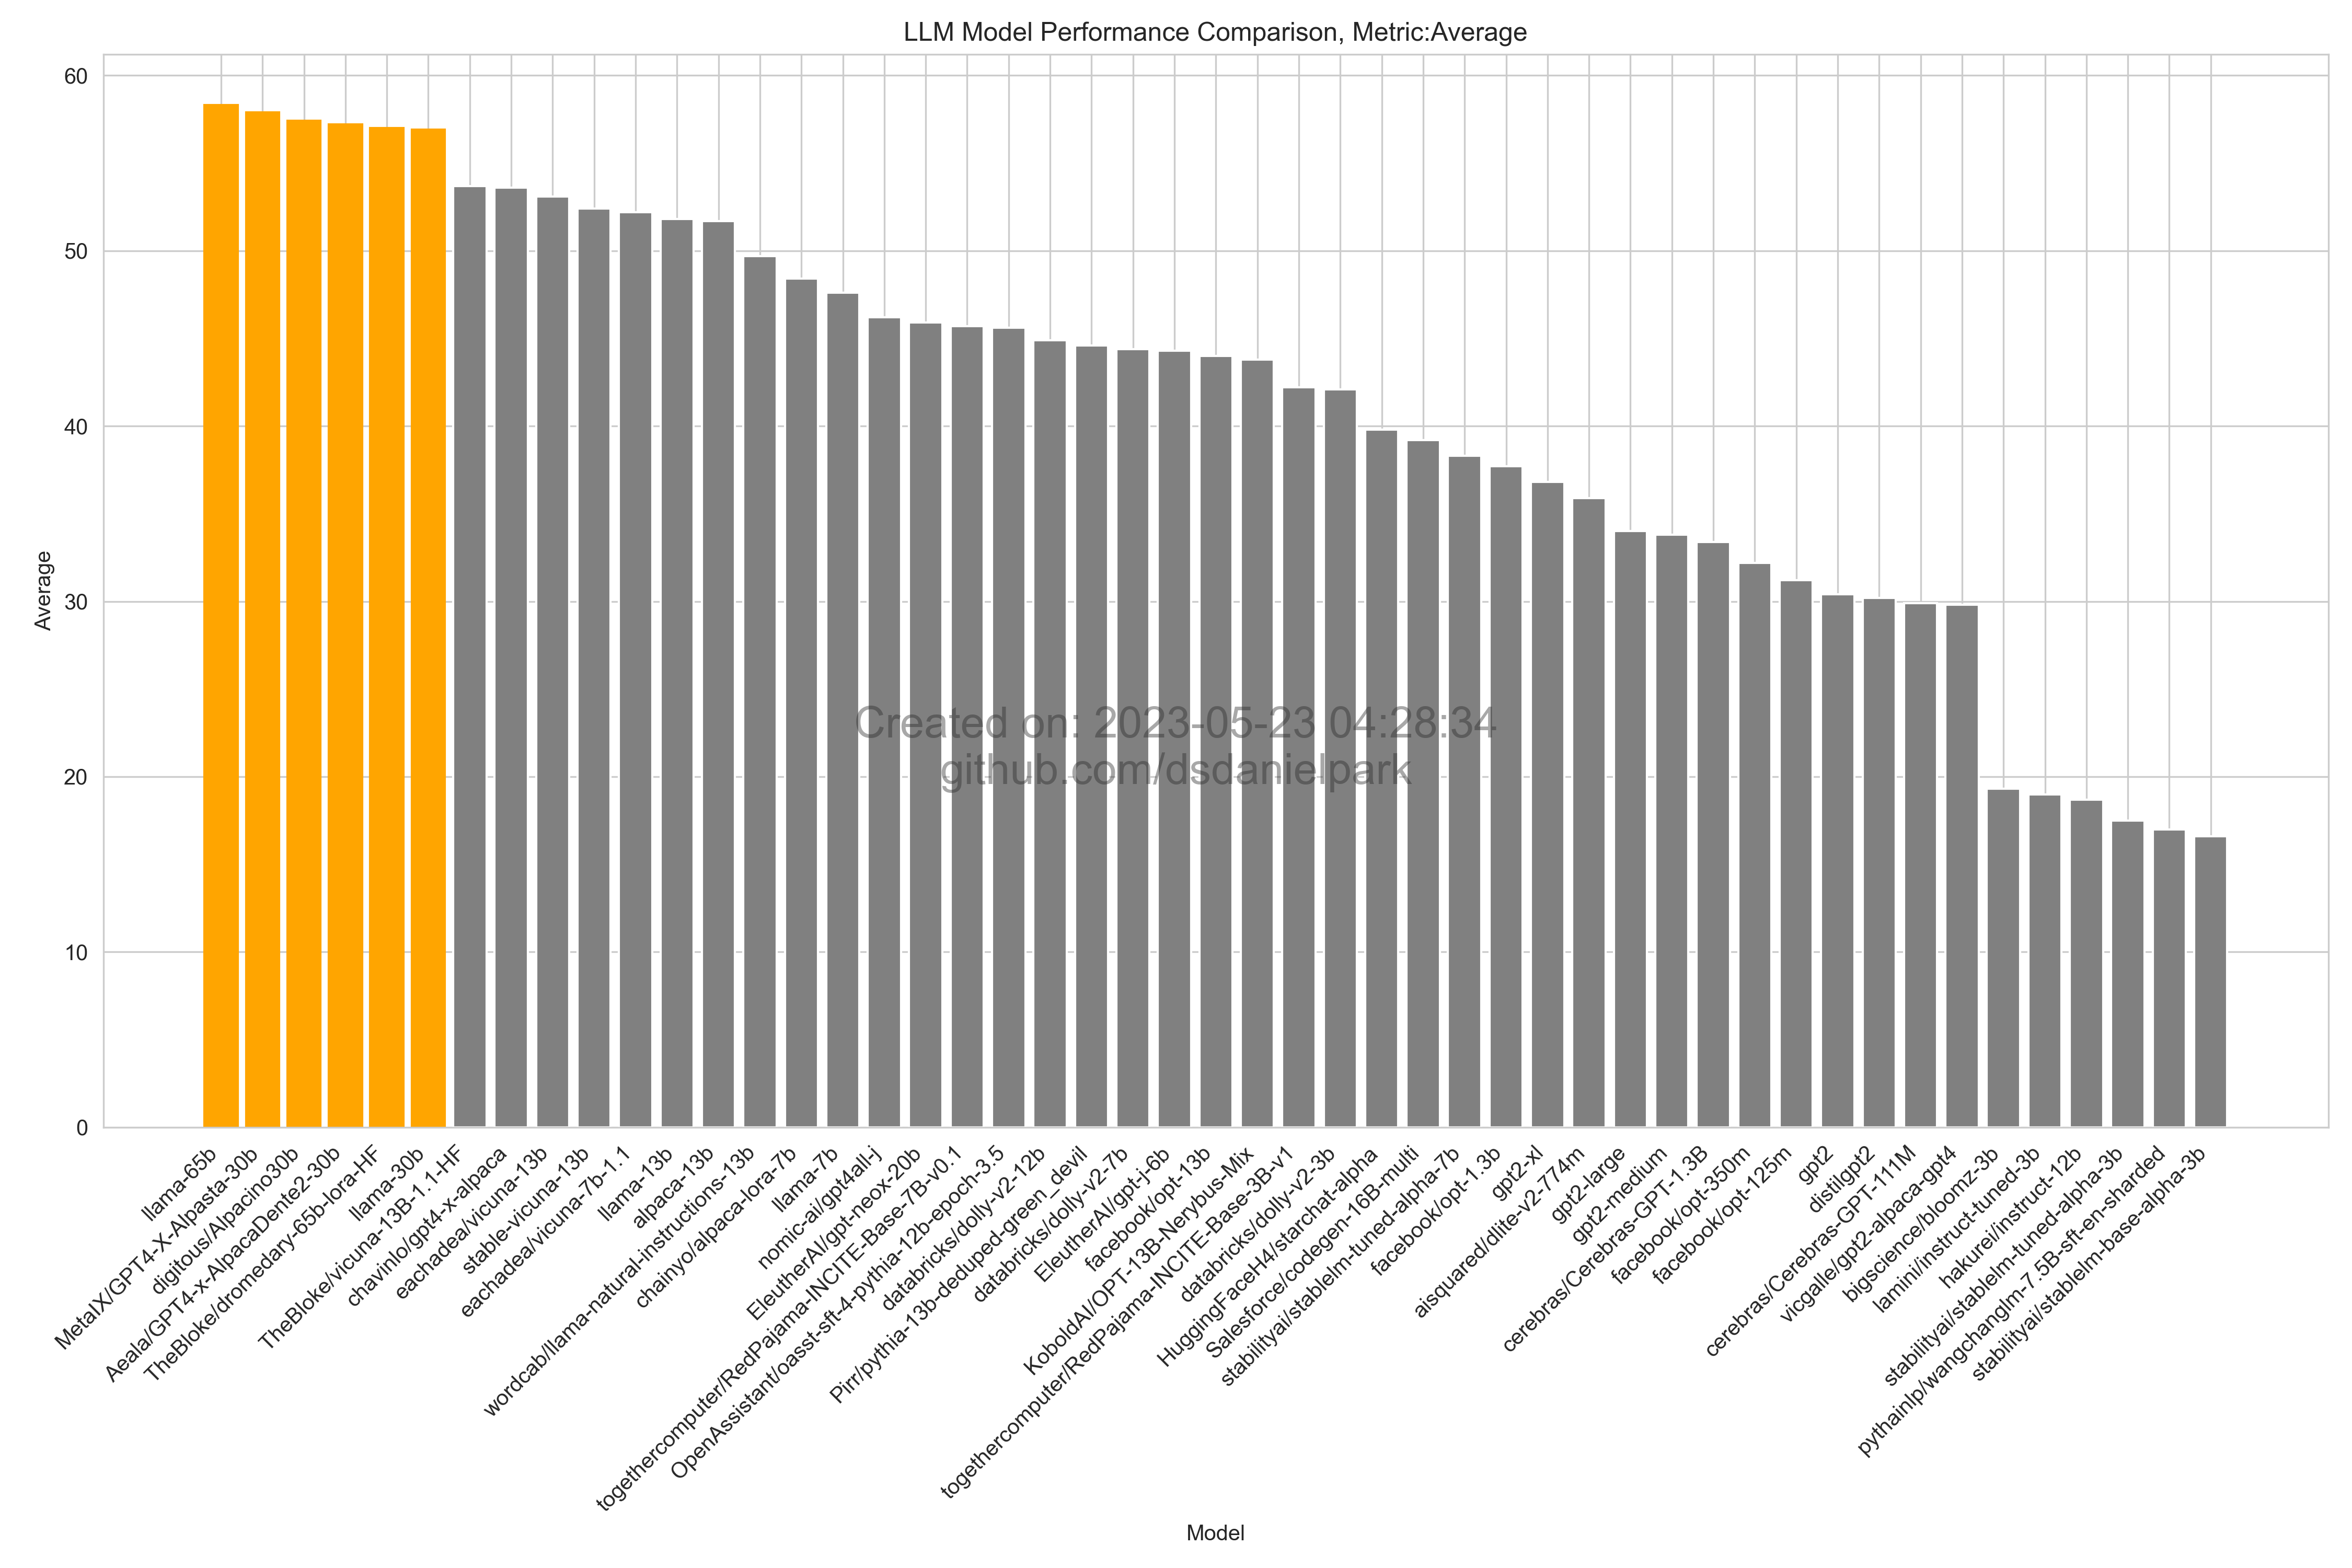 LLM Model Performance Comparison, Metric:Average
60
50
40
30
20
10
0
Average
Created on: 2023-05-23 04:28:34
github.com/dsdanielpark
llama-65b
MetaIX/GPT4-X-Alpasta-30b
digitous/Alpacino30b
Aeala/GPT4-x-AlpacaDente2-30b
TheBloke/dromedary-65b-lora-HF
llama-30b
TheBloke/vicuna-13B-1.1-HF
chavinlo/gpt4-x-alpaca
eachadea/vicuna-13b
stable-vicuna-13b
eachadea/vicuna-7b-1.1
llama-13b
alpaca-13b
wordcab/llama-natural-instructions-13b
chainyo/alpaca-lora-7b
llama-7b
nomic-ai/gpt4all-j
EleutherAI/gpt-neox-20b
togethercomputer/RedPajama-INCITE-Base-7B-v0.1
OpenAssistant/oasst-sft-4-pythia-12b-epoch-3.5
databricks/dolly-v2-12b
Pirr/pythia-13b-deduped-green_devil
databricks/dolly-v2-7b
EleutherAI/gpt-j-6b
facebook/opt-13b
KoboldAI/OPT-13B-Nerybus-Mix
togethercomputer/RedPajama-INCITE-Base-3B-v1
databricks/dolly-v2-3b
HuggingFaceH4/starchat-alpha
Salesforce/codegen-16B-multi
stabilityai/stablelm-tuned-alpha-7b
facebook/opt-1.3b
gpt2-xl
aisquared/dlite-v2-774m
gpt2-large
gpt2-medium
cerebras/Cerebras-GPT-1.3B
facebook/opt-350m
facebook/opt-125m
gpt2
distilgpt2
cerebras/Cerebras-GPT-111M
vicgalle/gpt2-alpaca-gpt4
bigscience/bloomz-3b
lamini/instruct-tuned-3b
hakurei/instruct-12b
stabilityai/stablelm-tuned-alpha-3b
pythainlp/wangchanglm-7.5B-sft-en-sharded
stabilityai/stablelm-base-alpha-3b
Model